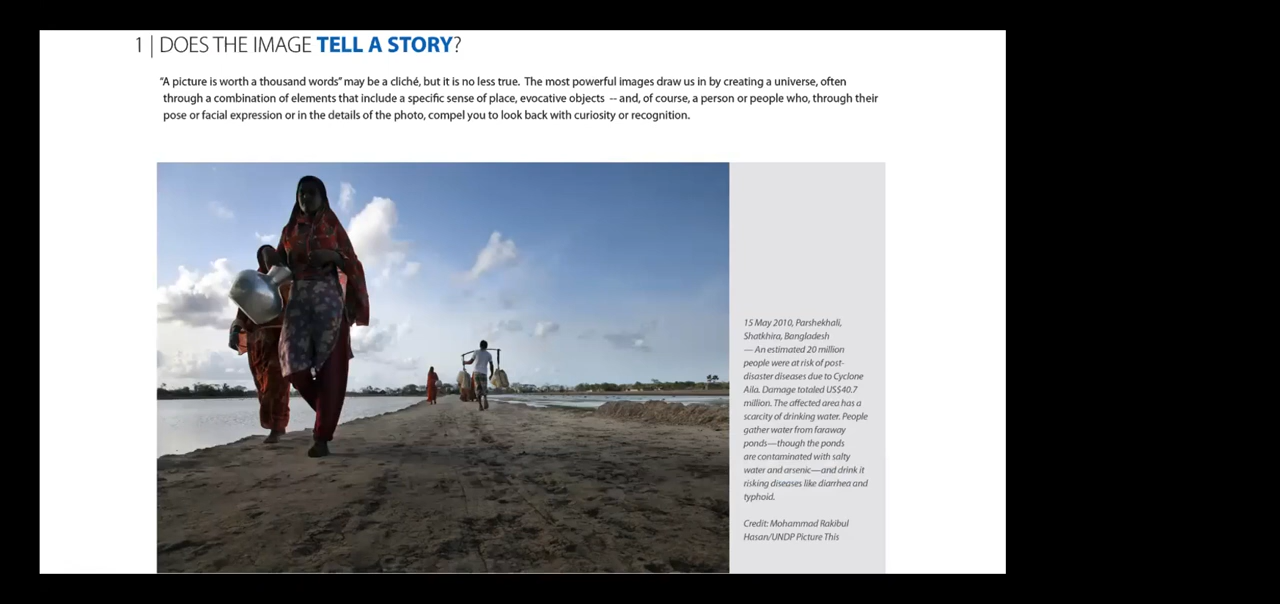 1 | DOES THE IMAGE TELL A STORY?
“A picture is worth a thousand words” may be a cliché, but it is no less true. The most powerful images draw us in by creating a universe, often
through a combination of elements that include a specific sense of place, evocative objects -- and, of course, a person or people who, through their
pose or facial expression or in the details of the photo, compel you to look back with curiosity or recognition.
15 May 2010, Parshekhali,
Shatkhira, Bangladesh
— An estimated 20 million
people were at risk of post-
disaster diseases due to Cyclone
Aila. Damage totaled US$40.7
million. The affected area has a
scarcity of drinking water. People
gather water from faraway
ponds—though the ponds
are contaminated with salty
water and arsenic—and drink it
risking diseases like diarrhea and
typhoid.
Credit: Mohammad Rakibul
Hasan/UNDP Picture This